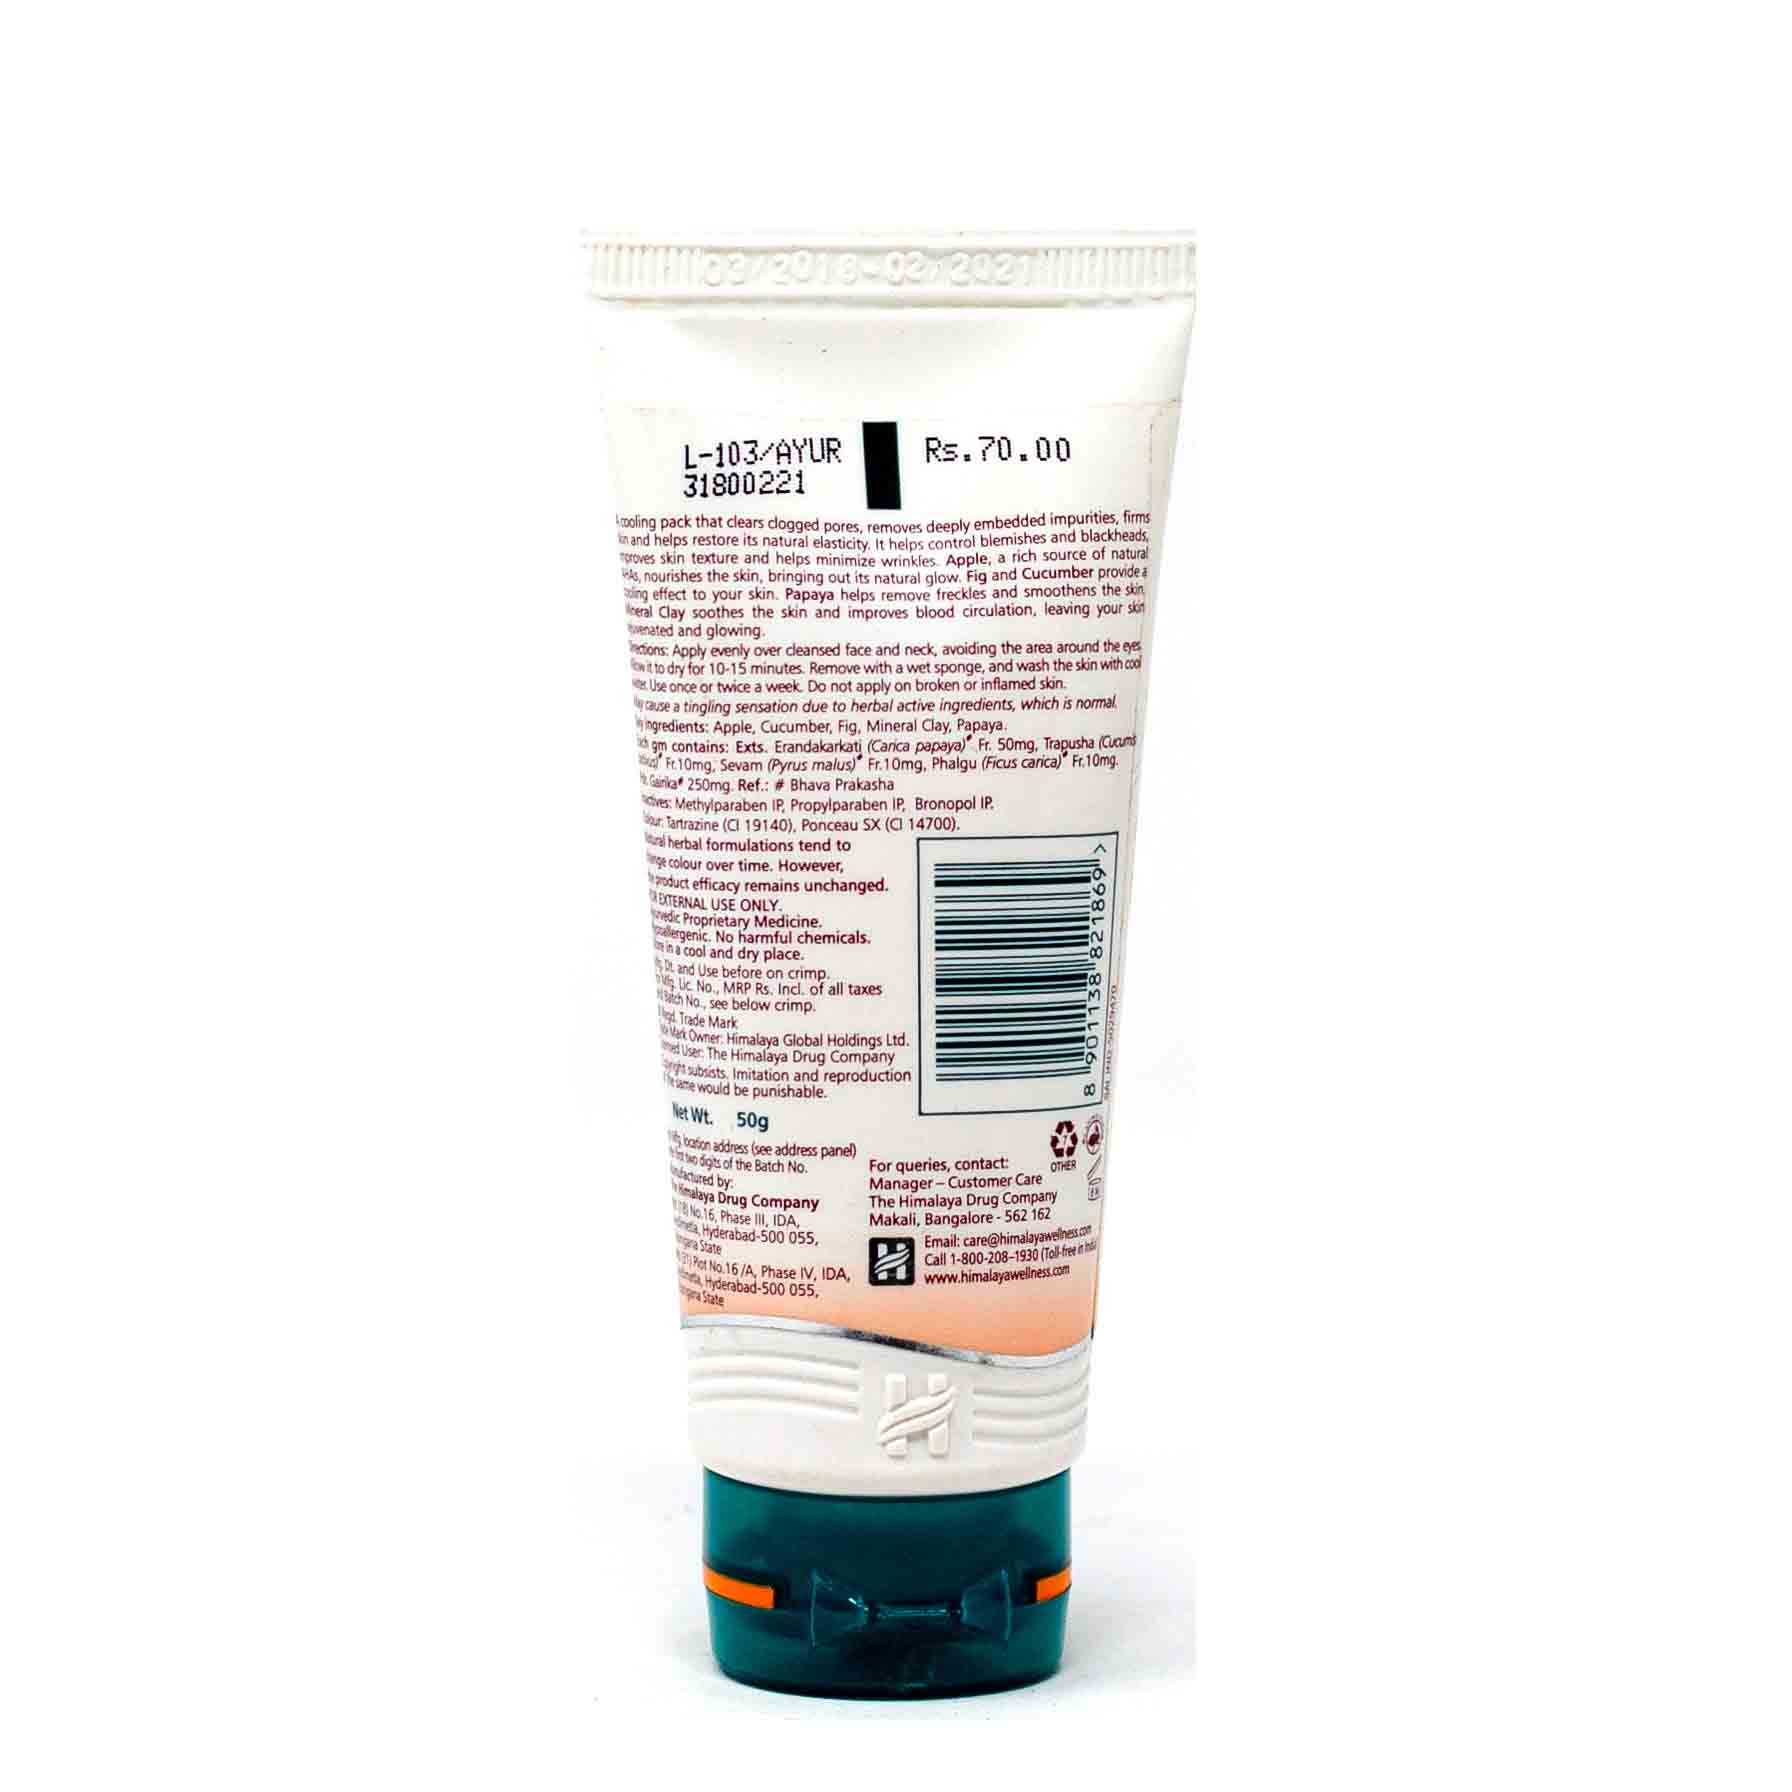 03/2018-02/2021
L-103/AYUR
31800221
Rs.70.00
cooling pack that clears clogged pores, removes deeply embedded impurities, firms
and helps restore its natural elasticity. It helps control blemishes and blackheads,
skin texture and helps minimize wrinkles. Apple, a rich source of natural
nourishes the skin, bringing out its natural glow. Fig and Cucumber provide a
effect to your skin. Papaya helps remove freckles and smoothens the skin.
Clay soothes the skin and improves blood circulation, leaving your skin
and glowing.
Apply evenly over cleansed face and neck, avoiding the area around the eyes.
it to dry for 10-15 minutes. Remove with a wet sponge, and wash the skin with cool
Use once or twice a week. Do not apply on broken or inflamed skin.
cause a tingling sensation due to herbal active ingredients, which is normal.
Ingredients: Apple, Cucumber, Fig, Mineral Clay, Papaya.
gm contains: Exts. Erandakarkati (Carica papaya)# Fr. 50mg, Trapusha (Cucumis
Fr.10mg, Sevam (Pyrus malus)# Fr.10mg, Phalgu (Ficus carica)# Fr.10mg.
Gairika# 250mg. Ref.: # Bhava Prakasha
Methylparaben IP, Propylparaben IP, Bronopol IP.
Tartrazine (CI 19140), Ponceau SX (CI 14700).
herbal formulations tend to
colour over time. However,
product efficacy remains unchanged.
EXTERNAL USE ONLY.
Proprietary Medicine.
No harmful chemicals.
in a cool and dry place.
Dt. and Use before on crimp.
Mfg. Lic. No., MRP Rs. Incl. of all taxes
Batch No., see below crimp.
Trade Mark
Mark Owner: Himalaya Global Holdings Ltd.
User: The Himalaya Drug Company
subsists. Imitation and reproduction
same would be punishable.
8 901138 821869 >
Net Wt. 50g
location address (see address panel)
first two digits of the Batch No.
by:
Himalaya Drug Company
No.16, Phase III, IDA,
Hyderabad-500 055,
State
Plot No.16 /A, Phase IV, IDA,
Hyderabad-500 055,
State
7
OTHER
For queries, contact:
Manager – Customer Care
The Himalaya Drug Company
Makali, Bangalore - 562 162
Email: care@himalayawellness.com
Call 1-800-208-1930 (Toll-free in India)
www.himalayawellness.com